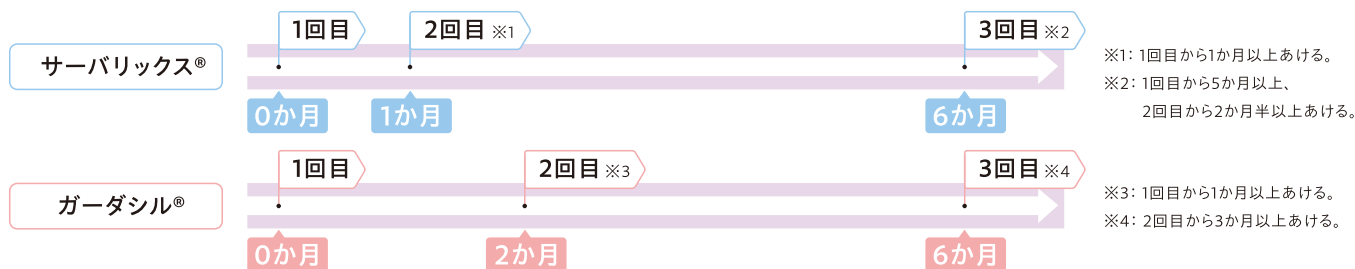 サーバリックス®
1回目
2回目 ※1
3回目 ※2
0か月
1か月
6か月
※1: 1回目から1か月以上あける。
※2: 1回目から5か月以上、
2回目から2か月半以上あける。
ガーダシル®
1回目
2回目 ※3
3回目 ※4
0か月
2か月
6か月
※3: 1回目から1か月以上あける。
※4: 2回目から3か月以上あける。